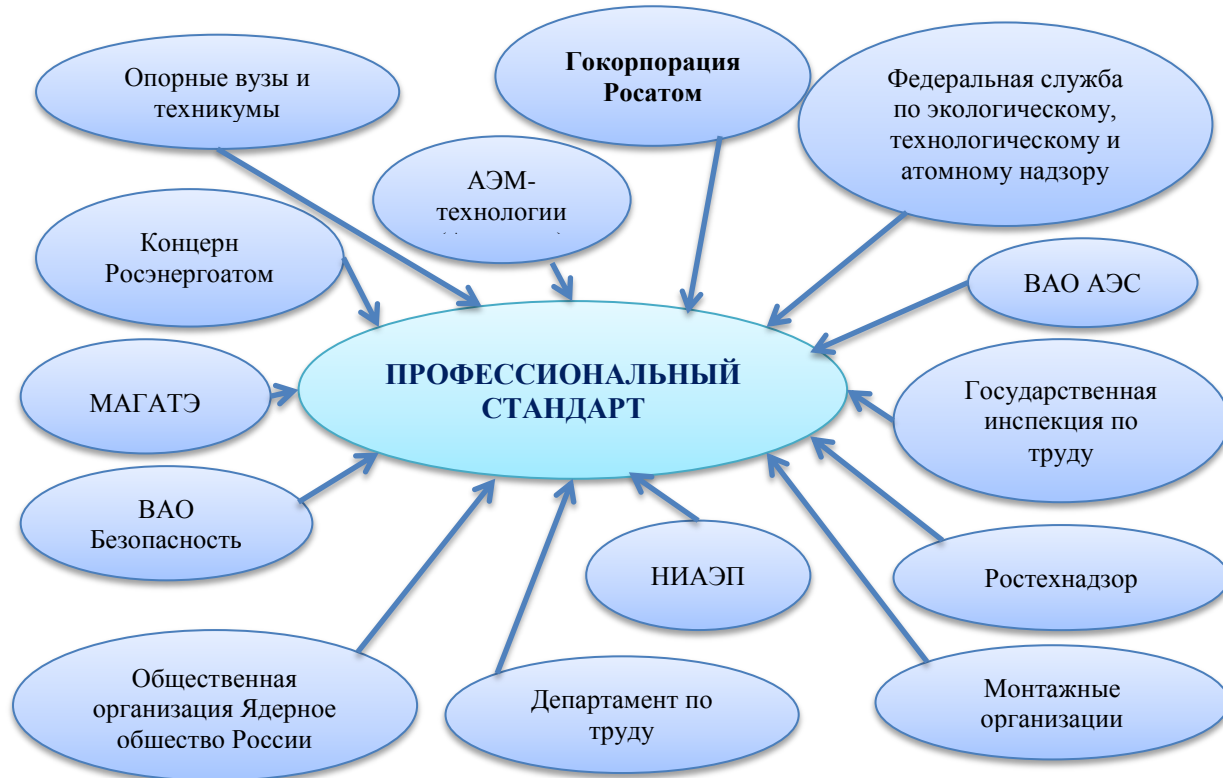 Опорные вузы и
техникумы
Гокорпорация
Росатом
Федеральная служба
по экологическому,
технологическому и
атомному надзору
АЭМ-
технологии
Концерн
Росэнергоатом
ВАО АЭС
ПРОФЕССИОНАЛЬНЫЙ
СТАНДАРТ
МАГАТЭ
Государственная
инспекция по
труду
ВАО
Безопасность
НИАЭП
Ростехнадзор
Общественная
организация Ядерное
обшество России
Департамент по
труду
Монтажные
организации